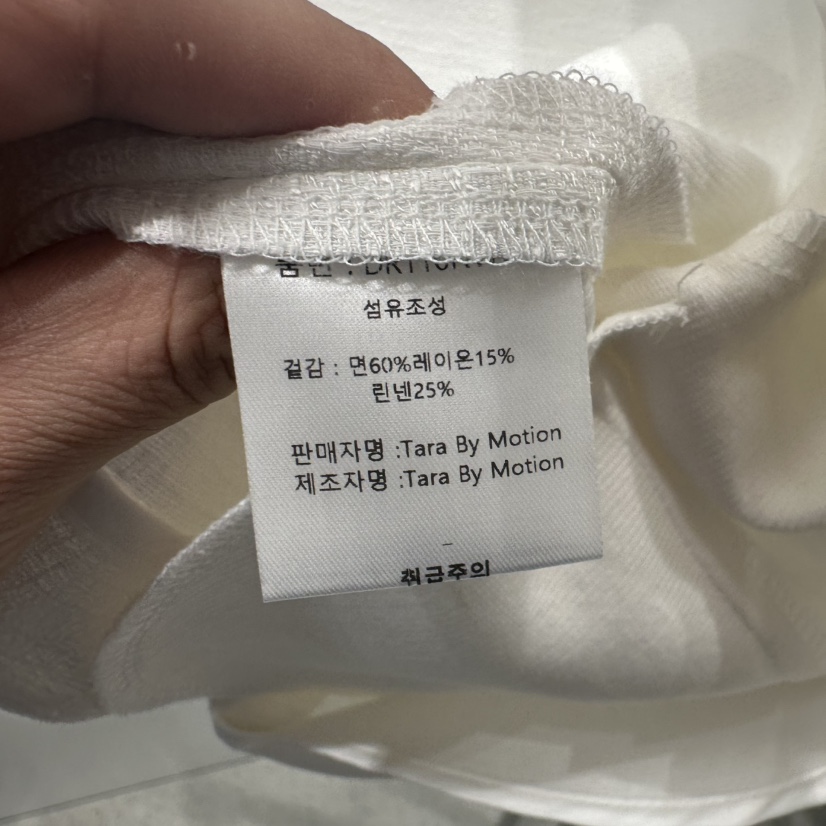 섬유조성
겉감 : 면60%레이온15%
린넨25%
판매자명 :Tara By Motion
제조자명 :Tara By Motion
취급주의